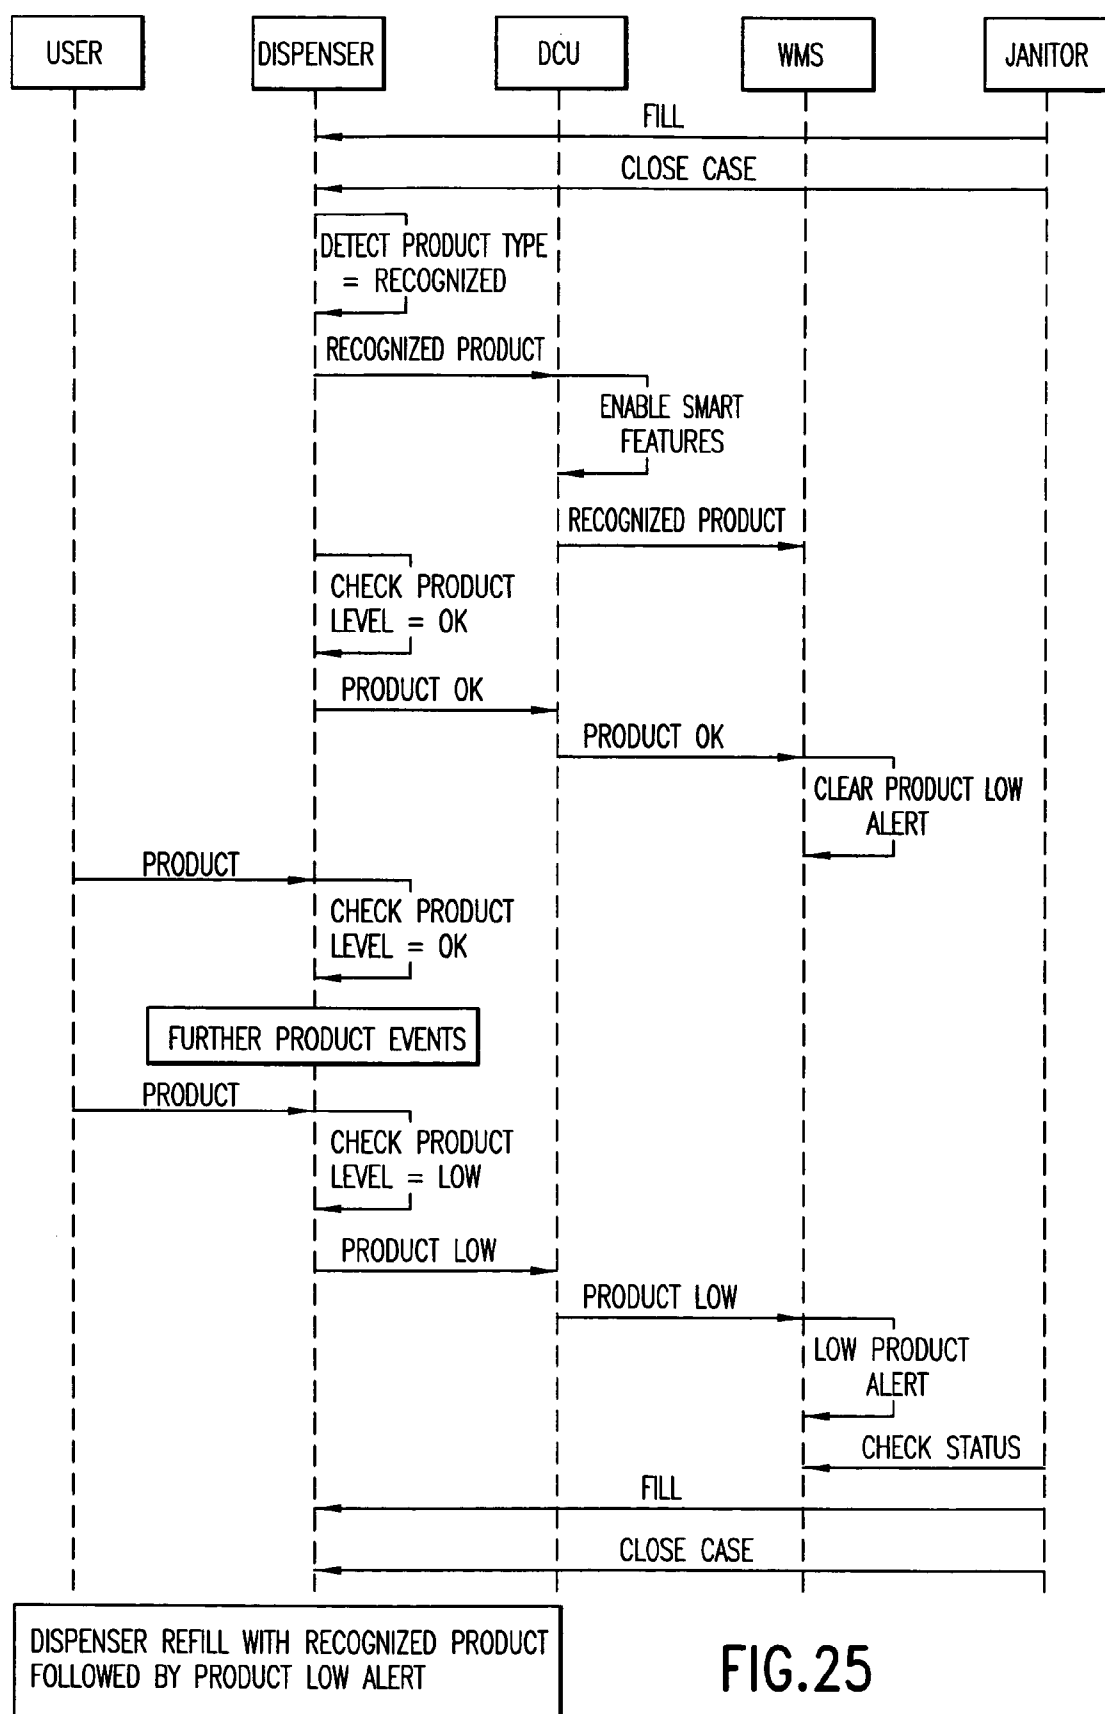 USER
DISPENSER
DCU
WMS
JANITOR
FILL
CLOSE CASE
DETECT PRODUCT TYPE
= RECOGNIZED
RECOGNIZED PRODUCT
ENABLE SMART
FEATURES
RECOGNIZED PRODUCT
CHECK PRODUCT
LEVEL = OK
PRODUCT OK
PRODUCT OK
CLEAR PRODUCT LOW
ALERT
PRODUCT
CHECK PRODUCT
LEVEL = OK
FURTHER PRODUCT EVENTS
PRODUCT
CHECK PRODUCT
LEVEL = LOW
PRODUCT LOW
PRODUCT LOW
LOW PRODUCT
ALERT
CHECK STATUS
FILL
CLOSE CASE
DISPENSER REFILL WITH RECOGNIZED PRODUCT
FOLLOWED BY PRODUCT LOW ALERT
FIG.25